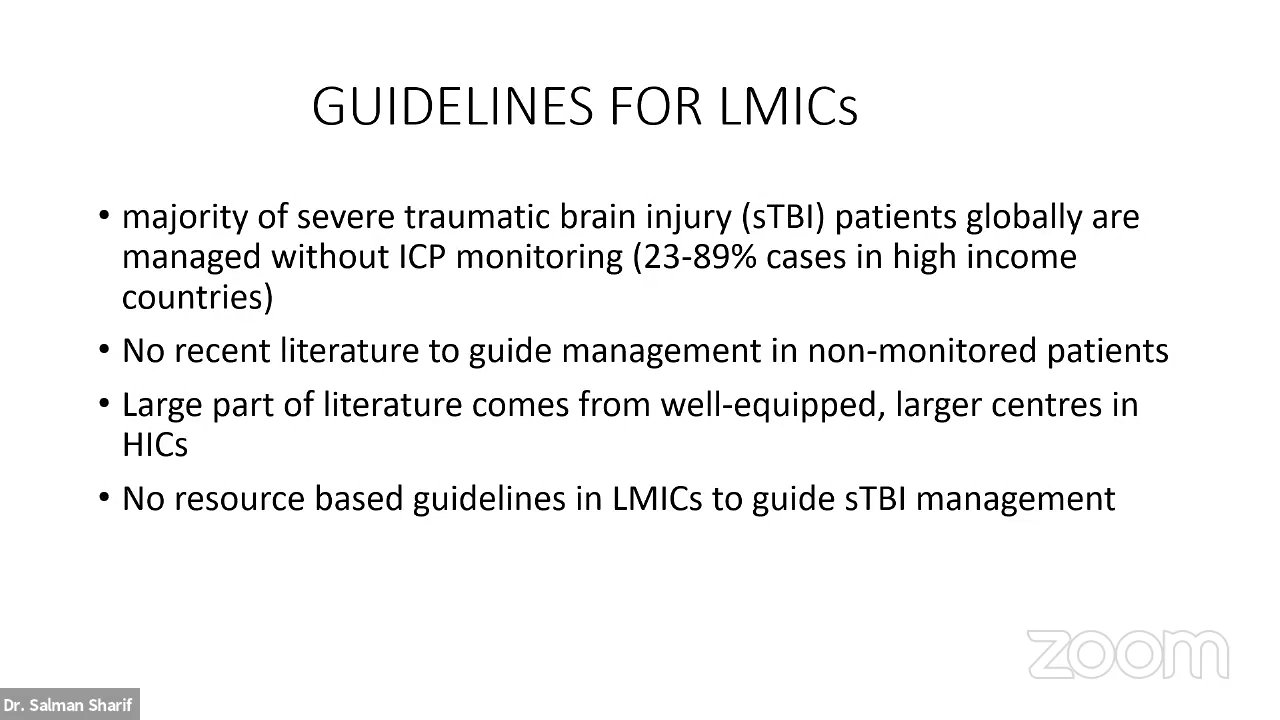 GUIDELINES FOR LMICs
• majority of severe traumatic brain injury (sTBI) patients globally are
managed without ICP monitoring (23-89% cases in high income
countries)
• No recent literature to guide management in non-monitored patients
• Large part of literature comes from well-equipped, larger centres in
HICs
• No resource based guidelines in LMICs to guide sTBI management
zoom
Dr. Salman Sharif